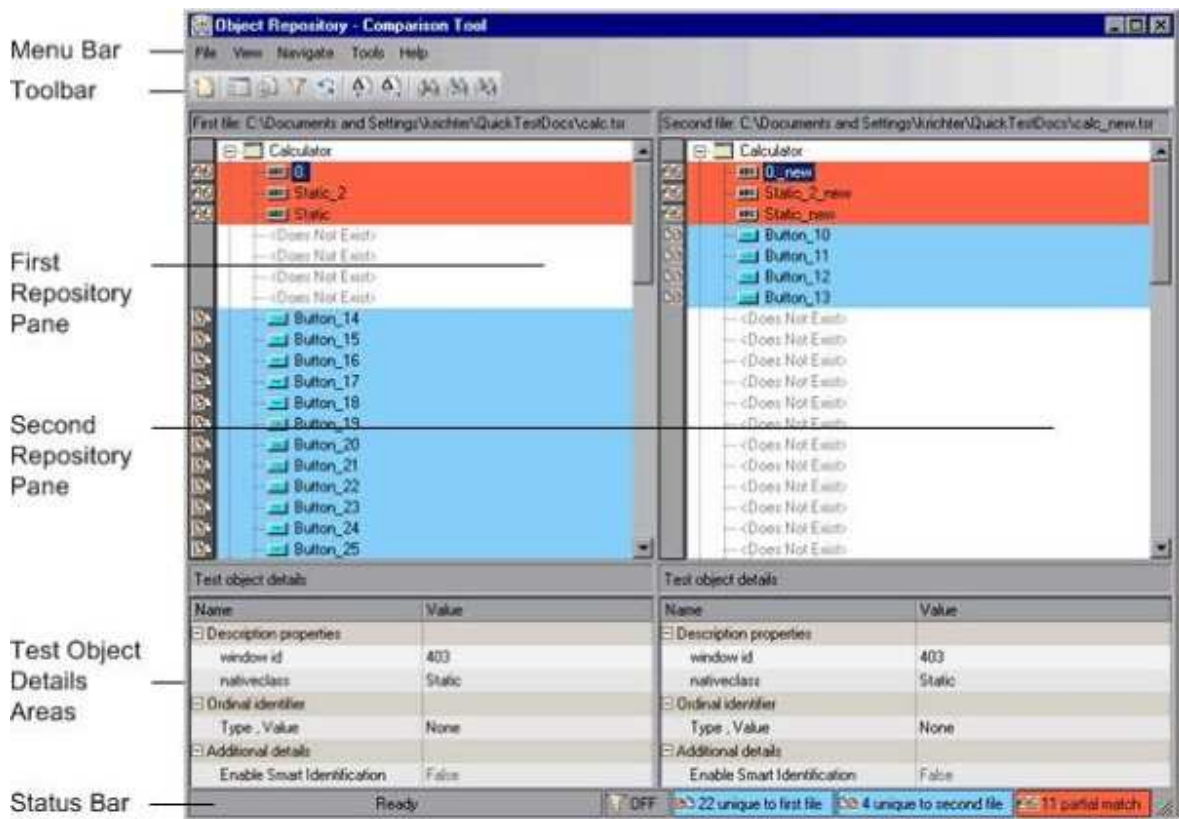 Object Repository - Comparison Tool
Menu Bar
File View Navigate Tools Help
Toolbar
First file: C:\Documents and Settings\krichter\QuickTestDocs\calc.tsr
Second file: C:\Documents and Settings\krichter\QuickTestDocs\calc_new.tsr
Calculator
0.
Static_2
Static
<Does Not Exist>
<Does Not Exist>
<Does Not Exist>
<Does Not Exist>
Button_14
Button_15
Button_16
Button_17
Button_18
Button_19
Button_20
Button_21
Button_22
Button_23
Button_24
Button_25
Calculator
0._new
Static_2_new
Static_new
Button_10
Button_11
Button_12
Button_13
<Does Not Exist>
<Does Not Exist>
<Does Not Exist>
<Does Not Exist>
<Does Not Exist>
<Does Not Exist>
<Does Not Exist>
<Does Not Exist>
<Does Not Exist>
<Does Not Exist>
<Does Not Exist>
<Does Not Exist>
First
Repository
Pane
Second
Repository
Pane
Test object details
Name Value
Description properties
window id 403
nativeclass Static
Ordinal identifier
Type , Value None
Additional details
Enable Smart Identification False
Test object details
Name Value
Description properties
window id 403
nativeclass Static
Ordinal identifier
Type , Value None
Additional details
Enable Smart Identification False
Test Object
Details
Areas
Status Bar
Ready
OFF
22 unique to first file
4 unique to second file
11 partial match